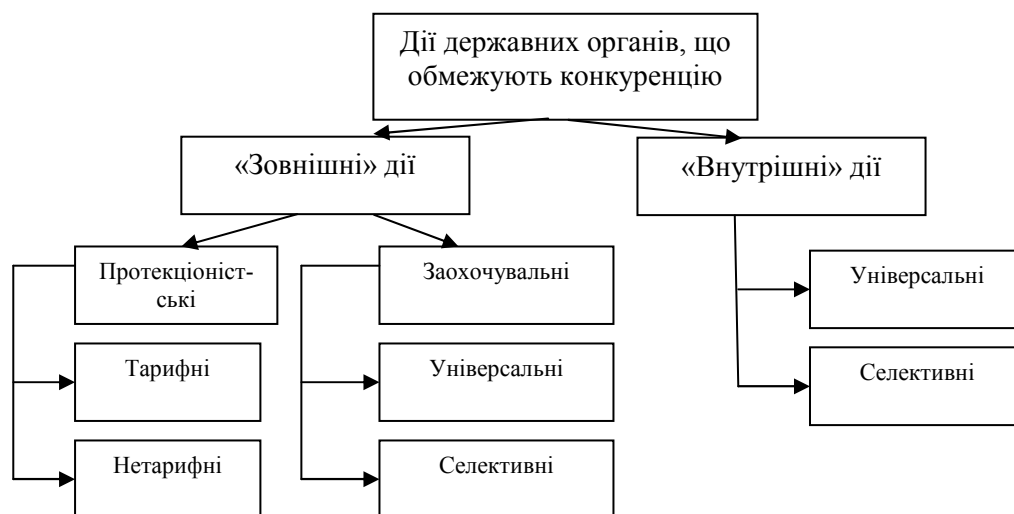 Дії державних органів, що
обмежують конкуренцію
«Зовнішні» дії
«Внутрішні» дії
Протекціоніст-
ські
Заохочувальні
Універсальні
Тарифні
Універсальні
Селективні
Нетарифні
Селективні